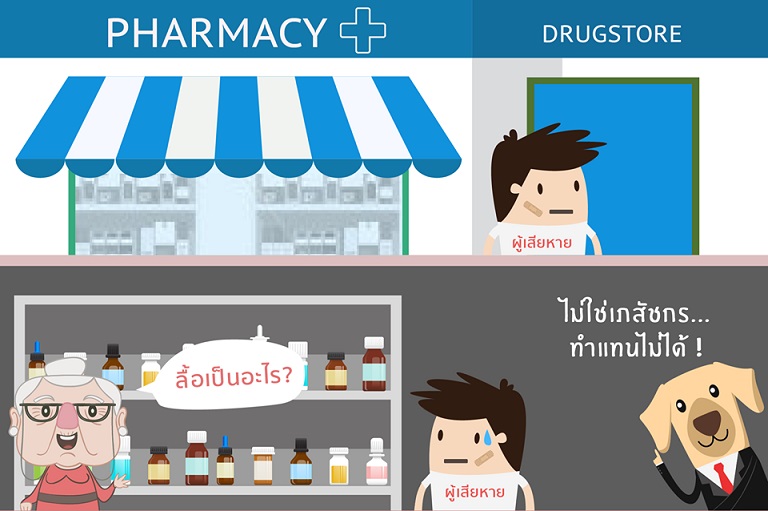 PHARMACY
DRUGSTORE
ผู้เสียหาย
ไม่ใช่เภสัชกร...
ทำแทนไม่ได้ !
ลื้อเป็นอะไร?
ผู้เสียหาย